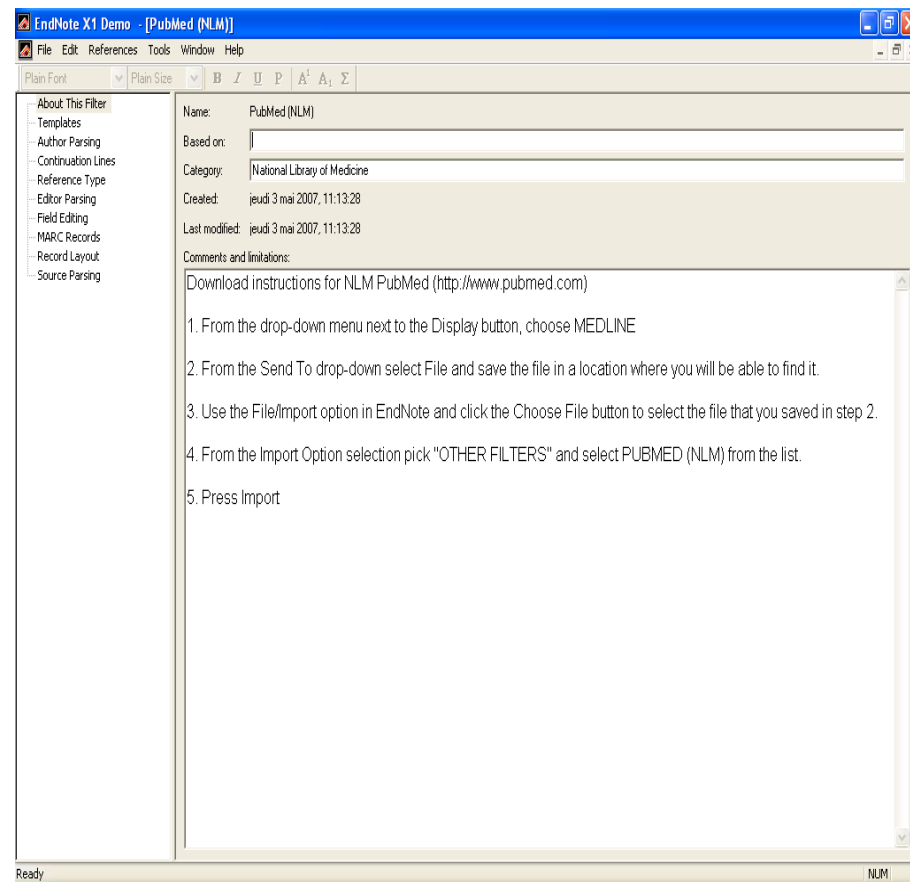 EndNote X1 Demo - [PubMed (NLM)]
File Edit References Tools Window Help
Plain Font Plain Size B I U P A¹ A₁ Σ
About This Filter
Templates
Author Parsing
Continuation Lines
Reference Type
Editor Parsing
Field Editing
MARC Records
Record Layout
Source Parsing
Name: PubMed (NLM)
Based on:
Category: National Library of Medicine
Created: jeudi 3 mai 2007, 11:13:28
Last modified: jeudi 3 mai 2007, 11:13:28
Comments and limitations:
Download instructions for NLM PubMed (http://www.pubmed.com)
1. From the drop-down menu next to the Display button, choose MEDLINE
2. From the Send To drop-down select File and save the file in a location where you will be able to find it.
3. Use the File/Import option in EndNote and click the Choose File button to select the file that you saved in step 2.
4. From the Import Option selection pick "OTHER FILTERS" and select PUBMED (NLM) from the list.
5. Press Import
Ready NUM